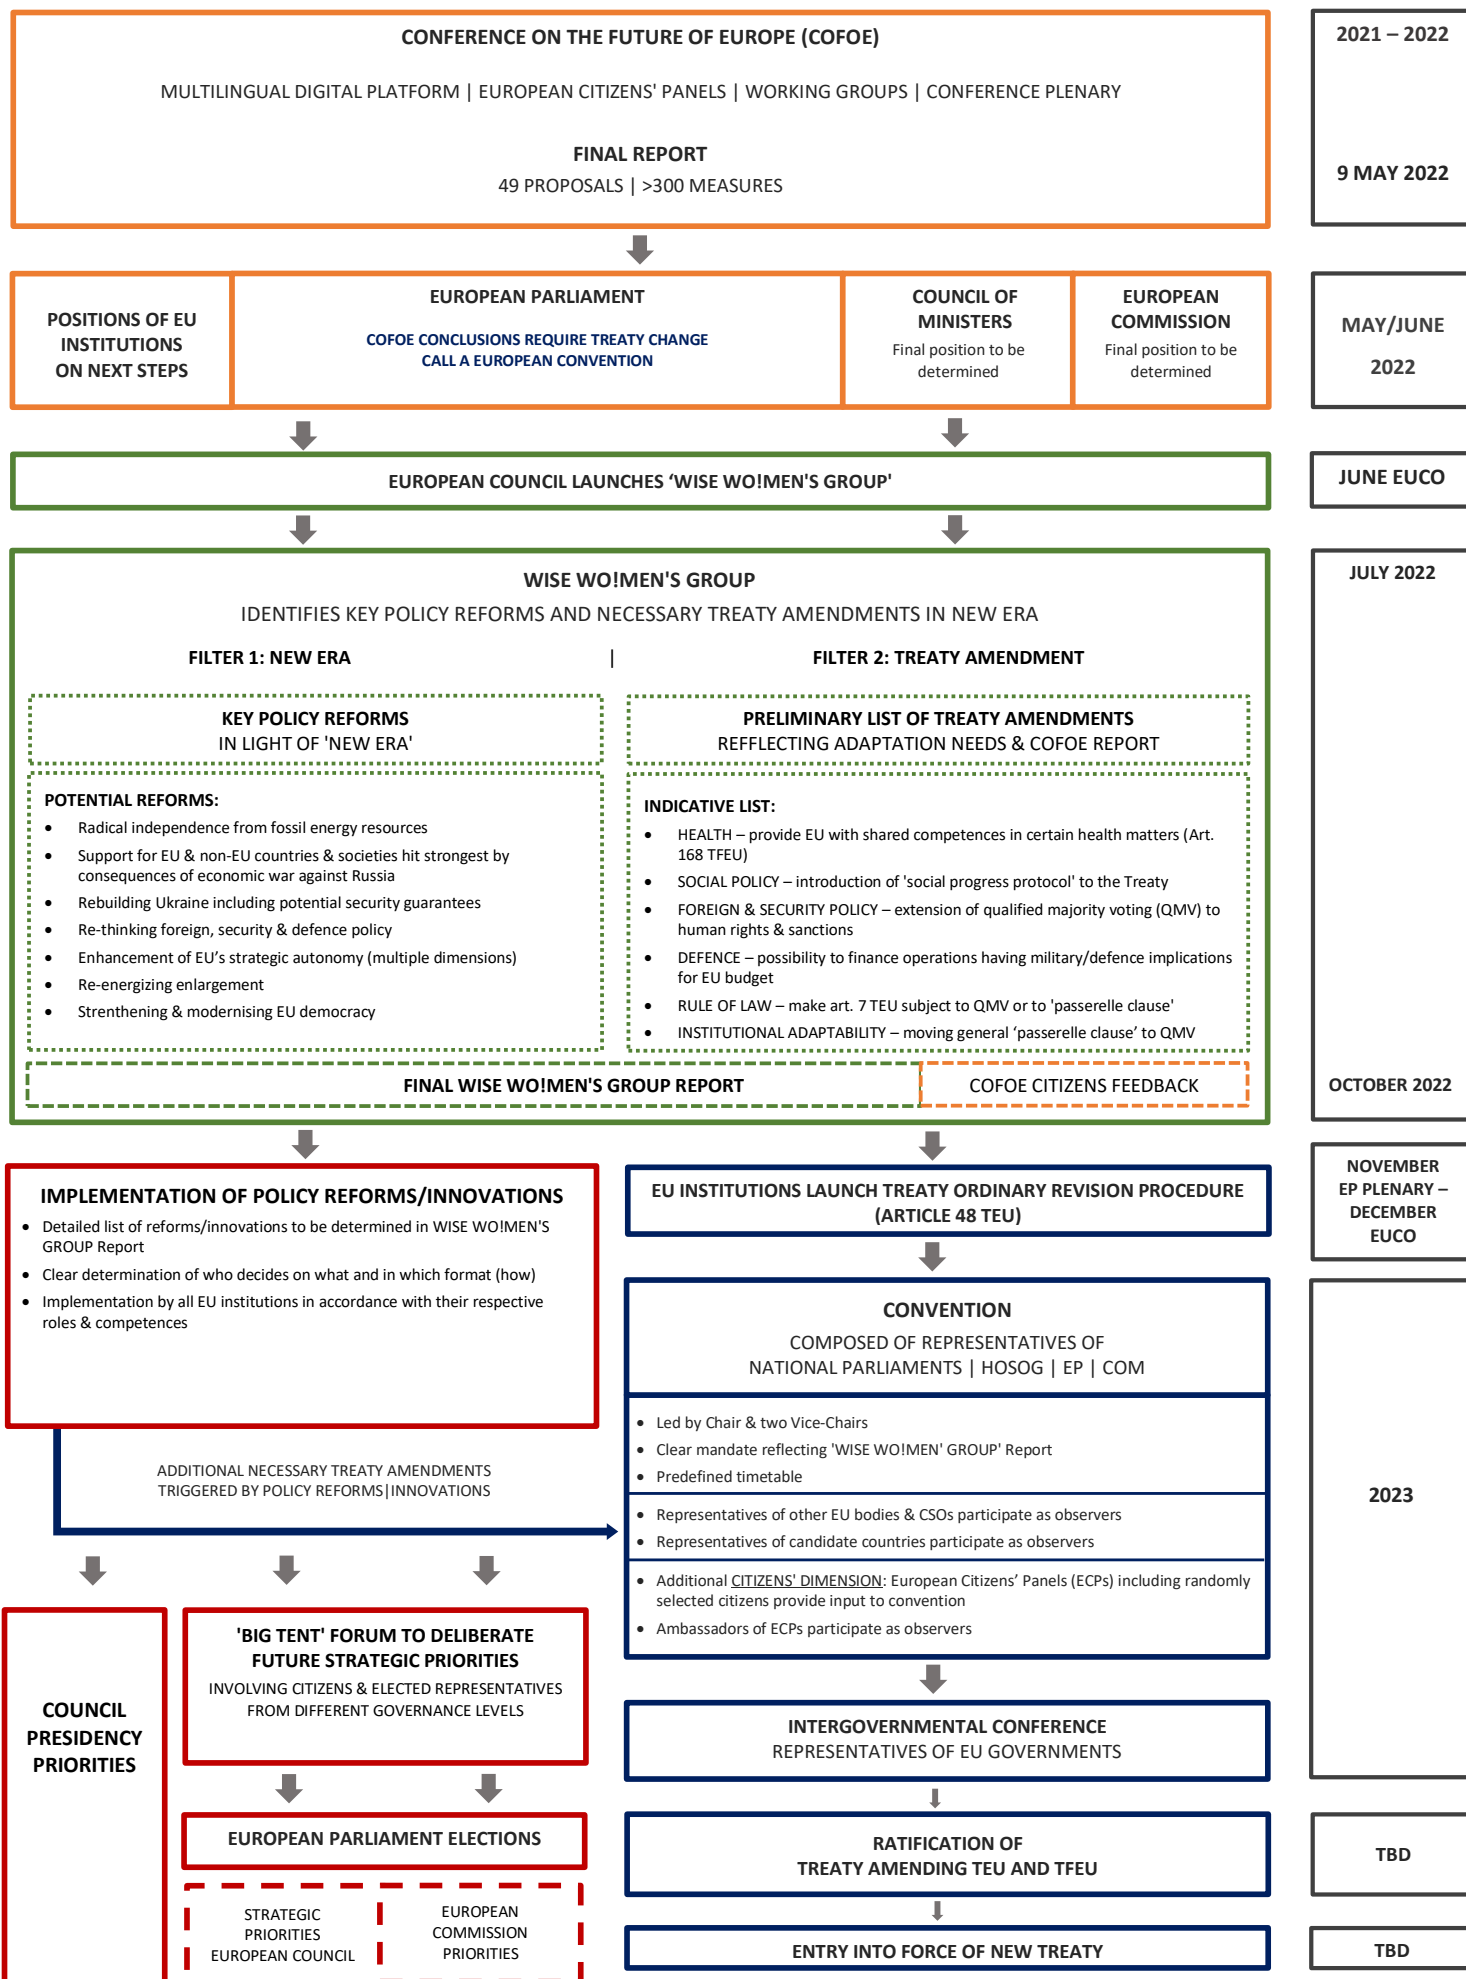 CONFERENCE ON THE FUTURE OF EUROPE (COFOE)
MULTILINGUAL DIGITAL PLATFORM | EUROPEAN CITIZENS' PANELS | WORKING GROUPS | CONFERENCE PLENARY
FINAL REPORT
49 PROPOSALS | >300 MEASURES
2021 – 2022
9 MAY 2022
POSITIONS OF EU
INSTITUTIONS
ON NEXT STEPS
EUROPEAN PARLIAMENT
COFOE CONCLUSIONS REQUIRE TREATY CHANGE
CALL A EUROPEAN CONVENTION
COUNCIL OF
MINISTERS
Final position to be
determined
EUROPEAN
COMMISSION
Final position to be
determined
MAY/JUNE
2022
EUROPEAN COUNCIL LAUNCHES ‘WISE WO!MEN'S GROUP'
JUNE EUCO
WISE WO!MEN'S GROUP
IDENTIFIES KEY POLICY REFORMS AND NECESSARY TREATY AMENDMENTS IN NEW ERA
FILTER 1: NEW ERA | FILTER 2: TREATY AMENDMENT
KEY POLICY REFORMS
IN LIGHT OF 'NEW ERA'
POTENTIAL REFORMS:
• Radical independence from fossil energy resources
• Support for EU & non-EU countries & societies hit strongest by
consequences of economic war against Russia
• Rebuilding Ukraine including potential security guarantees
• Re-thinking foreign, security & defence policy
• Enhancement of EU’s strategic autonomy (multiple dimensions)
• Re-energizing enlargement
• Strenthening & modernising EU democracy
PRELIMINARY LIST OF TREATY AMENDMENTS
REFFLECTING ADAPTATION NEEDS & COFOE REPORT
INDICATIVE LIST:
• HEALTH – provide EU with shared competences in certain health matters (Art.
168 TFEU)
• SOCIAL POLICY – introduction of 'social progress protocol' to the Treaty
• FOREIGN & SECURITY POLICY – extension of qualified majority voting (QMV) to
human rights & sanctions
• DEFENCE – possibility to finance operations having military/defence implications
for EU budget
• RULE OF LAW – make art. 7 TEU subject to QMV or to 'passerelle clause'
• INSTITUTIONAL ADAPTABILITY – moving general ‘passerelle clause’ to QMV
FINAL WISE WO!MEN'S GROUP REPORT
COFOE CITIZENS FEEDBACK
JULY 2022
OCTOBER 2022
IMPLEMENTATION OF POLICY REFORMS/INNOVATIONS
• Detailed list of reforms/innovations to be determined in WISE WO!MEN'S
GROUP Report
• Clear determination of who decides on what and in which format (how)
• Implementation by all EU institutions in accordance with their respective
roles & competences
EU INSTITUTIONS LAUNCH TREATY ORDINARY REVISION PROCEDURE
(ARTICLE 48 TEU)
NOVEMBER
EP PLENARY –
DECEMBER
EUCO
CONVENTION
COMPOSED OF REPRESENTATIVES OF
NATIONAL PARLIAMENTS | HOSOG | EP | COM
• Led by Chair & two Vice-Chairs
• Clear mandate reflecting 'WISE WO!MEN' GROUP' Report
• Predefined timetable
• Representatives of other EU bodies & CSOs participate as observers
• Representatives of candidate countries participate as observers
• Additional CITIZENS' DIMENSION: European Citizens’ Panels (ECPs) including randomly
selected citizens provide input to convention
• Ambassadors of ECPs participate as observers
2023
ADDITIONAL NECESSARY TREATY AMENDMENTS
TRIGGERED BY POLICY REFORMS|INNOVATIONS
COUNCIL
PRESIDENCY
PRIORITIES
'BIG TENT' FORUM TO DELIBERATE
FUTURE STRATEGIC PRIORITIES
INVOLVING CITIZENS & ELECTED REPRESENTATIVES
FROM DIFFERENT GOVERNANCE LEVELS
EUROPEAN PARLIAMENT ELECTIONS
STRATEGIC
PRIORITIES
EUROPEAN COUNCIL
EUROPEAN
COMMISSION
PRIORITIES
INTERGOVERNMENTAL CONFERENCE
REPRESENTATIVES OF EU GOVERNMENTS
RATIFICATION OF
TREATY AMENDING TEU AND TFEU
TBD
ENTRY INTO FORCE OF NEW TREATY
TBD